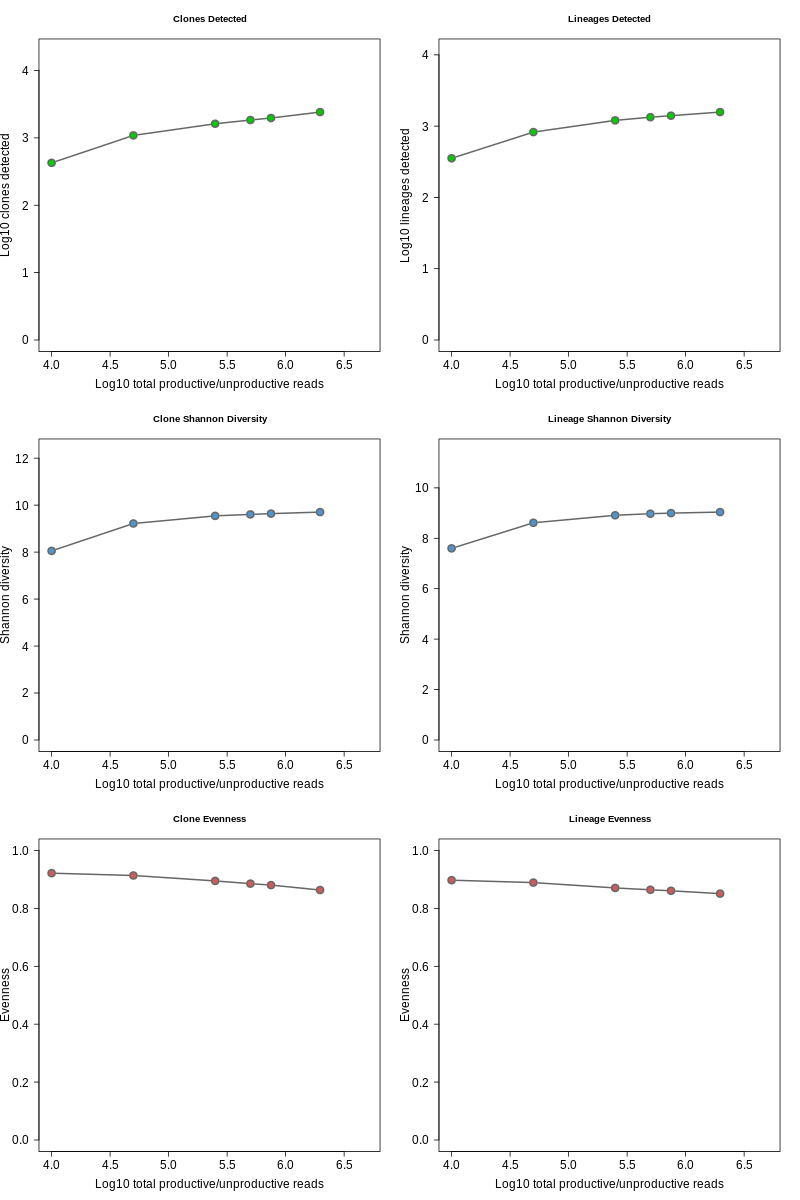 Clones Detected
Log10 clones detected
4
3
2
1
0
4.0 4.5 5.0 5.5 6.0 6.5
Log10 total productive/unproductive reads
Lineages Detected
Log10 lineages detected
4
3
2
1
0
4.0 4.5 5.0 5.5 6.0 6.5
Log10 total productive/unproductive reads
Clone Shannon Diversity
Shannon diversity
12
10
8
6
4
2
0
4.0 4.5 5.0 5.5 6.0 6.5
Log10 total productive/unproductive reads
Lineage Shannon Diversity
Shannon diversity
10
8
6
4
2
0
4.0 4.5 5.0 5.5 6.0 6.5
Log10 total productive/unproductive reads
Clone Evenness
Evenness
1.0
0.8
0.6
0.4
0.2
0.0
4.0 4.5 5.0 5.5 6.0 6.5
Log10 total productive/unproductive reads
Lineage Evenness
Evenness
1.0
0.8
0.6
0.4
0.2
0.0
4.0 4.5 5.0 5.5 6.0 6.5
Log10 total productive/unproductive reads